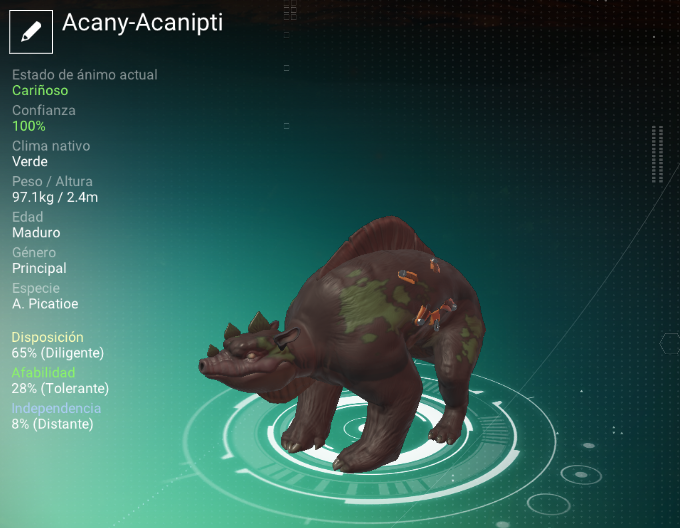 Acany-Acanipti
Estado de ánimo actual
Cariñoso
Confianza
100%
Clima nativo
Verde
Peso / Altura
97.1kg / 2.4m
Edad
Maduro
Género
Principal
Especie
A. Picatioe
Disposición
65% (Diligente)
Afabilidad
28% (Tolerante)
Independencia
8% (Distante)